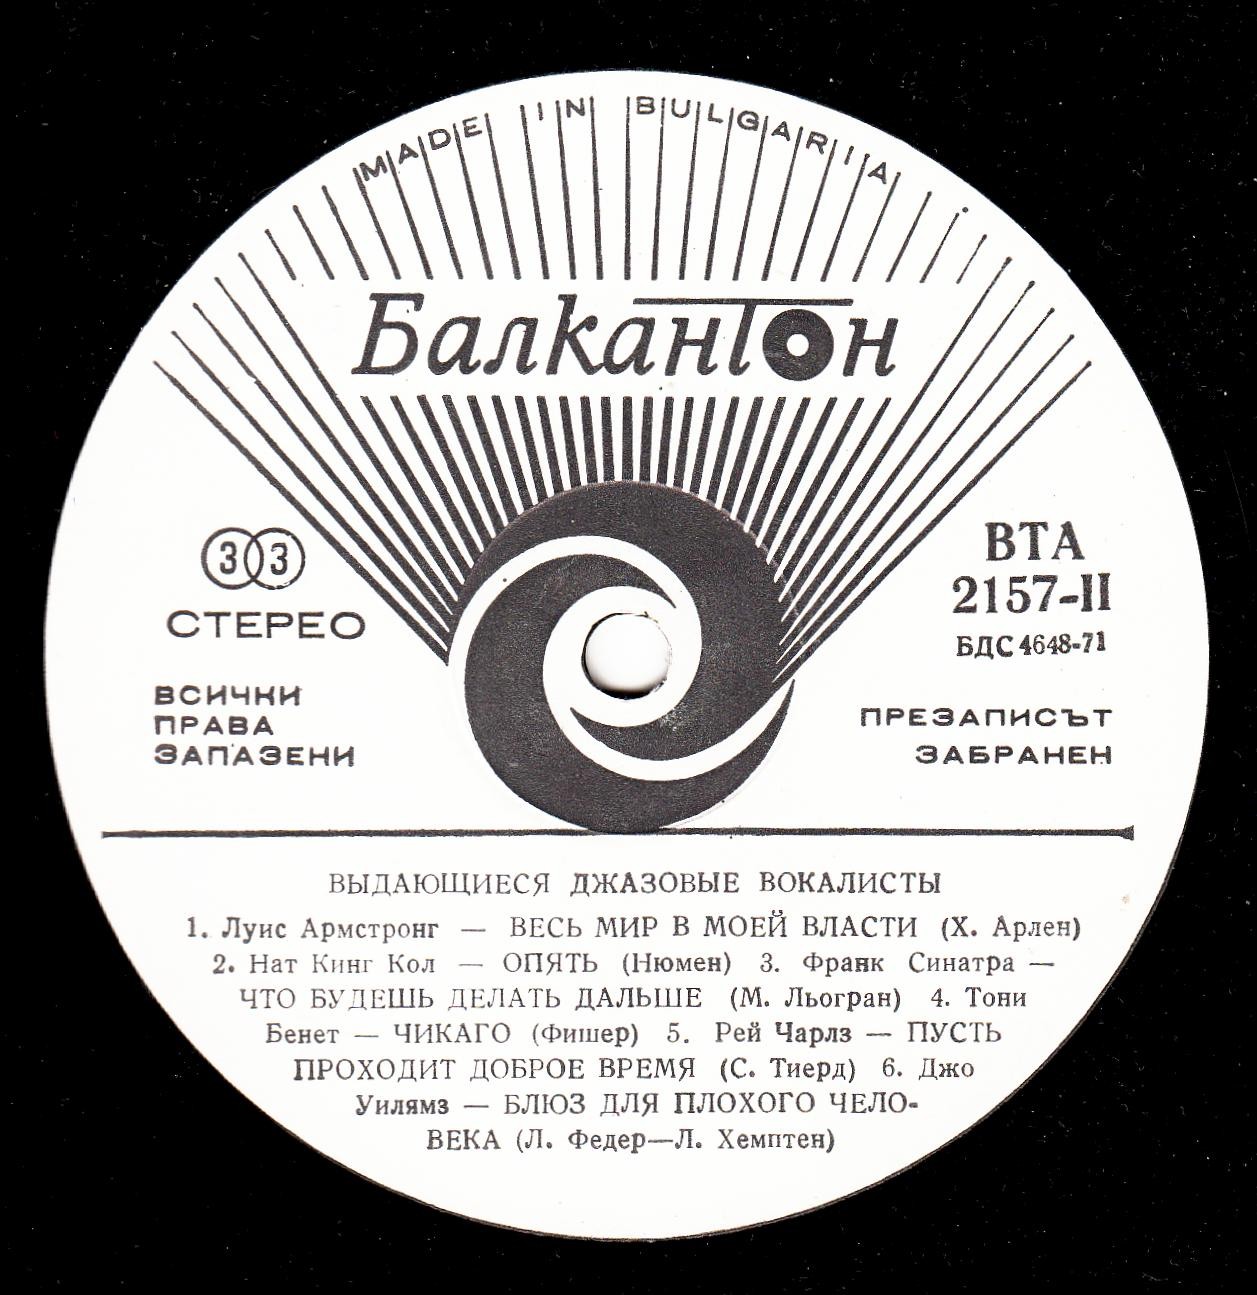 MADE IN BULGARIA
Балкантон
33
СТЕРЕО
ВСИЧКИ
ПРАВА
ЗАПАЗЕНИ
ВТА
2157-II
БДС 4648-71
ПРЕЗАПИСЪТ
ЗАБРАНЕН
ВЫДАЮЩИЕСЯ ДЖАЗОВЫЕ ВОКАЛИСТЫ
1. Луис Армстронг — ВЕСЬ МИР В МОЕЙ ВЛАСТИ (Х. Арлен)
2. Нат Кинг Кол — ОПЯТЬ (Нюмен) 3. Франк Синатра —
ЧТО БУДЕШЬ ДЕЛАТЬ ДАЛЬШЕ (М. Льогран) 4. Тони
Бенет — ЧИКАГО (Фишер) 5. Рей Чарлз — ПУСТЬ
ПРОХОДИТ ДОБРОЕ ВРЕМЯ (С. Тиерд) 6. Джо
Уилямз — БЛЮЗ ДЛЯ ПЛОХОГО ЧЕЛО-
ВЕКА (Л. Федер—Л. Хемптен)